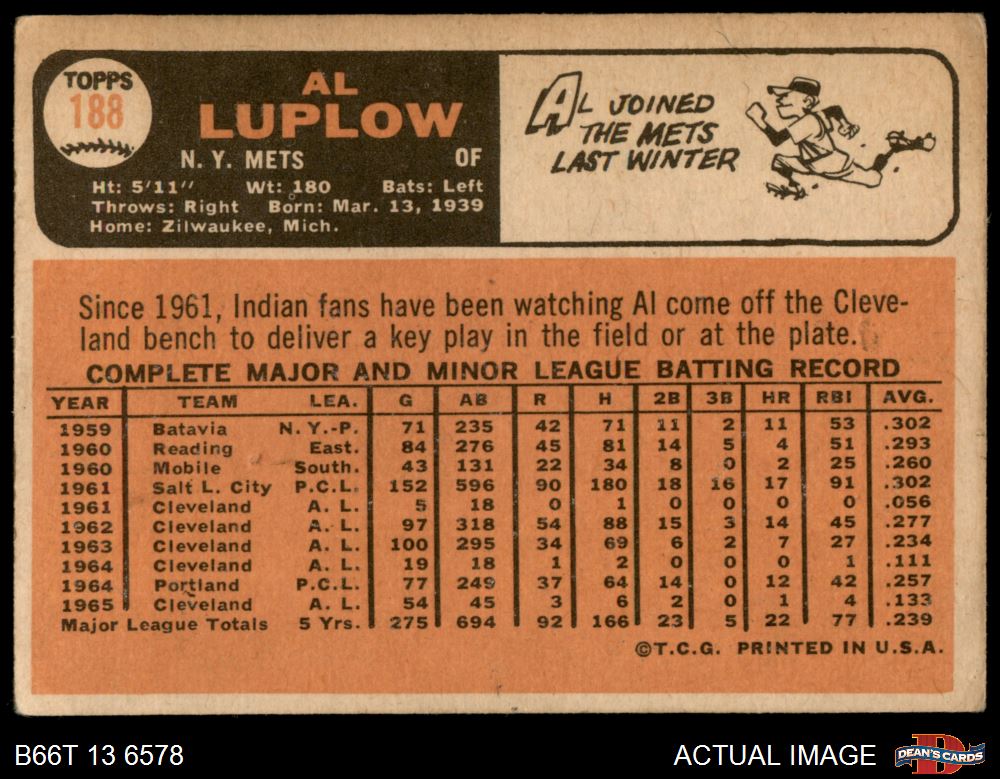 TOPPS
188
AL
LUPLOW
N. Y. METS OF
Ht: 5'11" Wt: 180 Bats: Left
Throws: Right Born: Mar. 13, 1939
Home: Zilwaukee, Mich.
AL JOINED
THE METS
LAST WINTER
Since 1961, Indian fans have been watching Al come off the Cleve-
land bench to deliver a key play in the field or at the plate.
COMPLETE MAJOR AND MINOR LEAGUE BATTING RECORD
YEAR TEAM LEA. G AB R H 2B 3B HR RBI AVG.
1959 Batavia N.Y.-P. 71 235 42 71 11 2 11 53 .302
1960 Reading East. 84 276 45 81 14 5 4 51 .293
1960 Mobile South. 43 131 22 34 8 0 2 25 .260
1961 Salt L. City P.C.L. 152 596 90 180 18 16 17 91 .302
1961 Cleveland A. L. 5 18 0 1 0 0 0 0 .056
1962 Cleveland A. L. 97 318 54 88 15 3 14 45 .277
1963 Cleveland A. L. 100 295 34 69 6 2 7 27 .234
1964 Cleveland A. L. 19 18 1 2 0 0 0 1 .111
1964 Portland P.C.L. 77 249 37 64 14 0 12 42 .257
1965 Cleveland A. L. 54 45 3 6 2 0 1 4 .133
Major League Totals 5 Yrs. 275 694 92 166 23 5 22 77 .239
©T.C.G. PRINTED IN U.S.A.
B66T 13 6578 ACTUAL IMAGE
D
DEAN'S CARDS